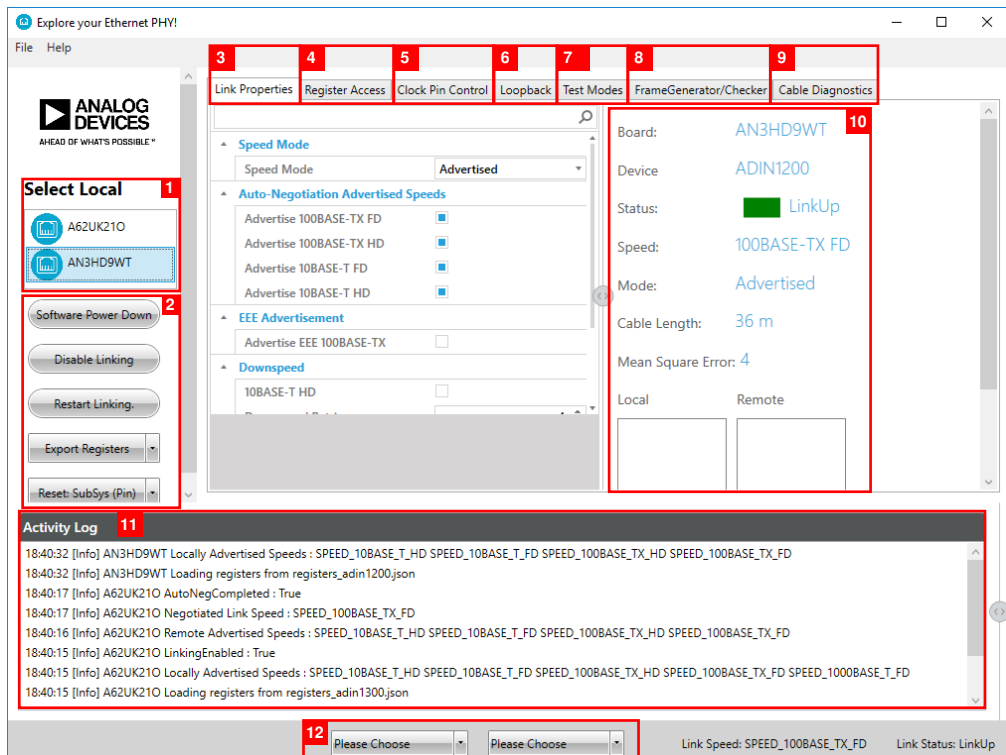 Explore your Ethernet PHY!
File Help
ANALOG
DEVICES
AHEAD OF WHAT'S POSSIBLE™
Select Local
1
A62UK21O
AN3HD9WT
2
Software Power Down
Disable Linking
Restart Linking.
Export Registers
Reset: SubSys (Pin)
3 4 5 6 7 8 9
Link Properties Register Access Clock Pin Control Loopback Test Modes FrameGenerator/Checker Cable Diagnostics
Speed Mode
Speed Mode Advertised
Auto-Negotiation Advertised Speeds
Advertise 100BASE-TX FD
Advertise 100BASE-TX HD
Advertise 10BASE-T FD
Advertise 10BASE-T HD
EEE Advertisement
Advertise EEE 100BASE-TX
Downspeed
10BASE-T HD
10
Board: AN3HD9WT
Device ADIN1200
Status: LinkUp
Speed: 100BASE-TX FD
Mode: Advertised
Cable Length: 36 m
Mean Square Error: 4
Local Remote
Activity Log 11
18:40:32 [Info] AN3HD9WT Locally Advertised Speeds : SPEED_10BASE_T_HD SPEED_10BASE_T_FD SPEED_100BASE_TX_HD SPEED_100BASE_TX_FD
18:40:32 [Info] AN3HD9WT Loading registers from registers_adin1200.json
18:40:17 [Info] A62UK21O AutoNegCompleted : True
18:40:17 [Info] A62UK21O Negotiated Link Speed : SPEED_100BASE_TX_FD
18:40:16 [Info] A62UK21O Remote Advertised Speeds : SPEED_10BASE_T_HD SPEED_10BASE_T_FD SPEED_100BASE_TX_HD SPEED_100BASE_TX_FD
18:40:15 [Info] A62UK21O LinkingEnabled : True
18:40:15 [Info] A62UK21O Locally Advertised Speeds : SPEED_10BASE_T_HD SPEED_10BASE_T_FD SPEED_100BASE_TX_HD SPEED_100BASE_TX_FD SPEED_1000BASE_T_FD
18:40:15 [Info] A62UK21O Loading registers from registers_adin1300.json
12
Please Choose Please Choose Link Speed: SPEED_100BASE_TX_FD Link Status: LinkUp